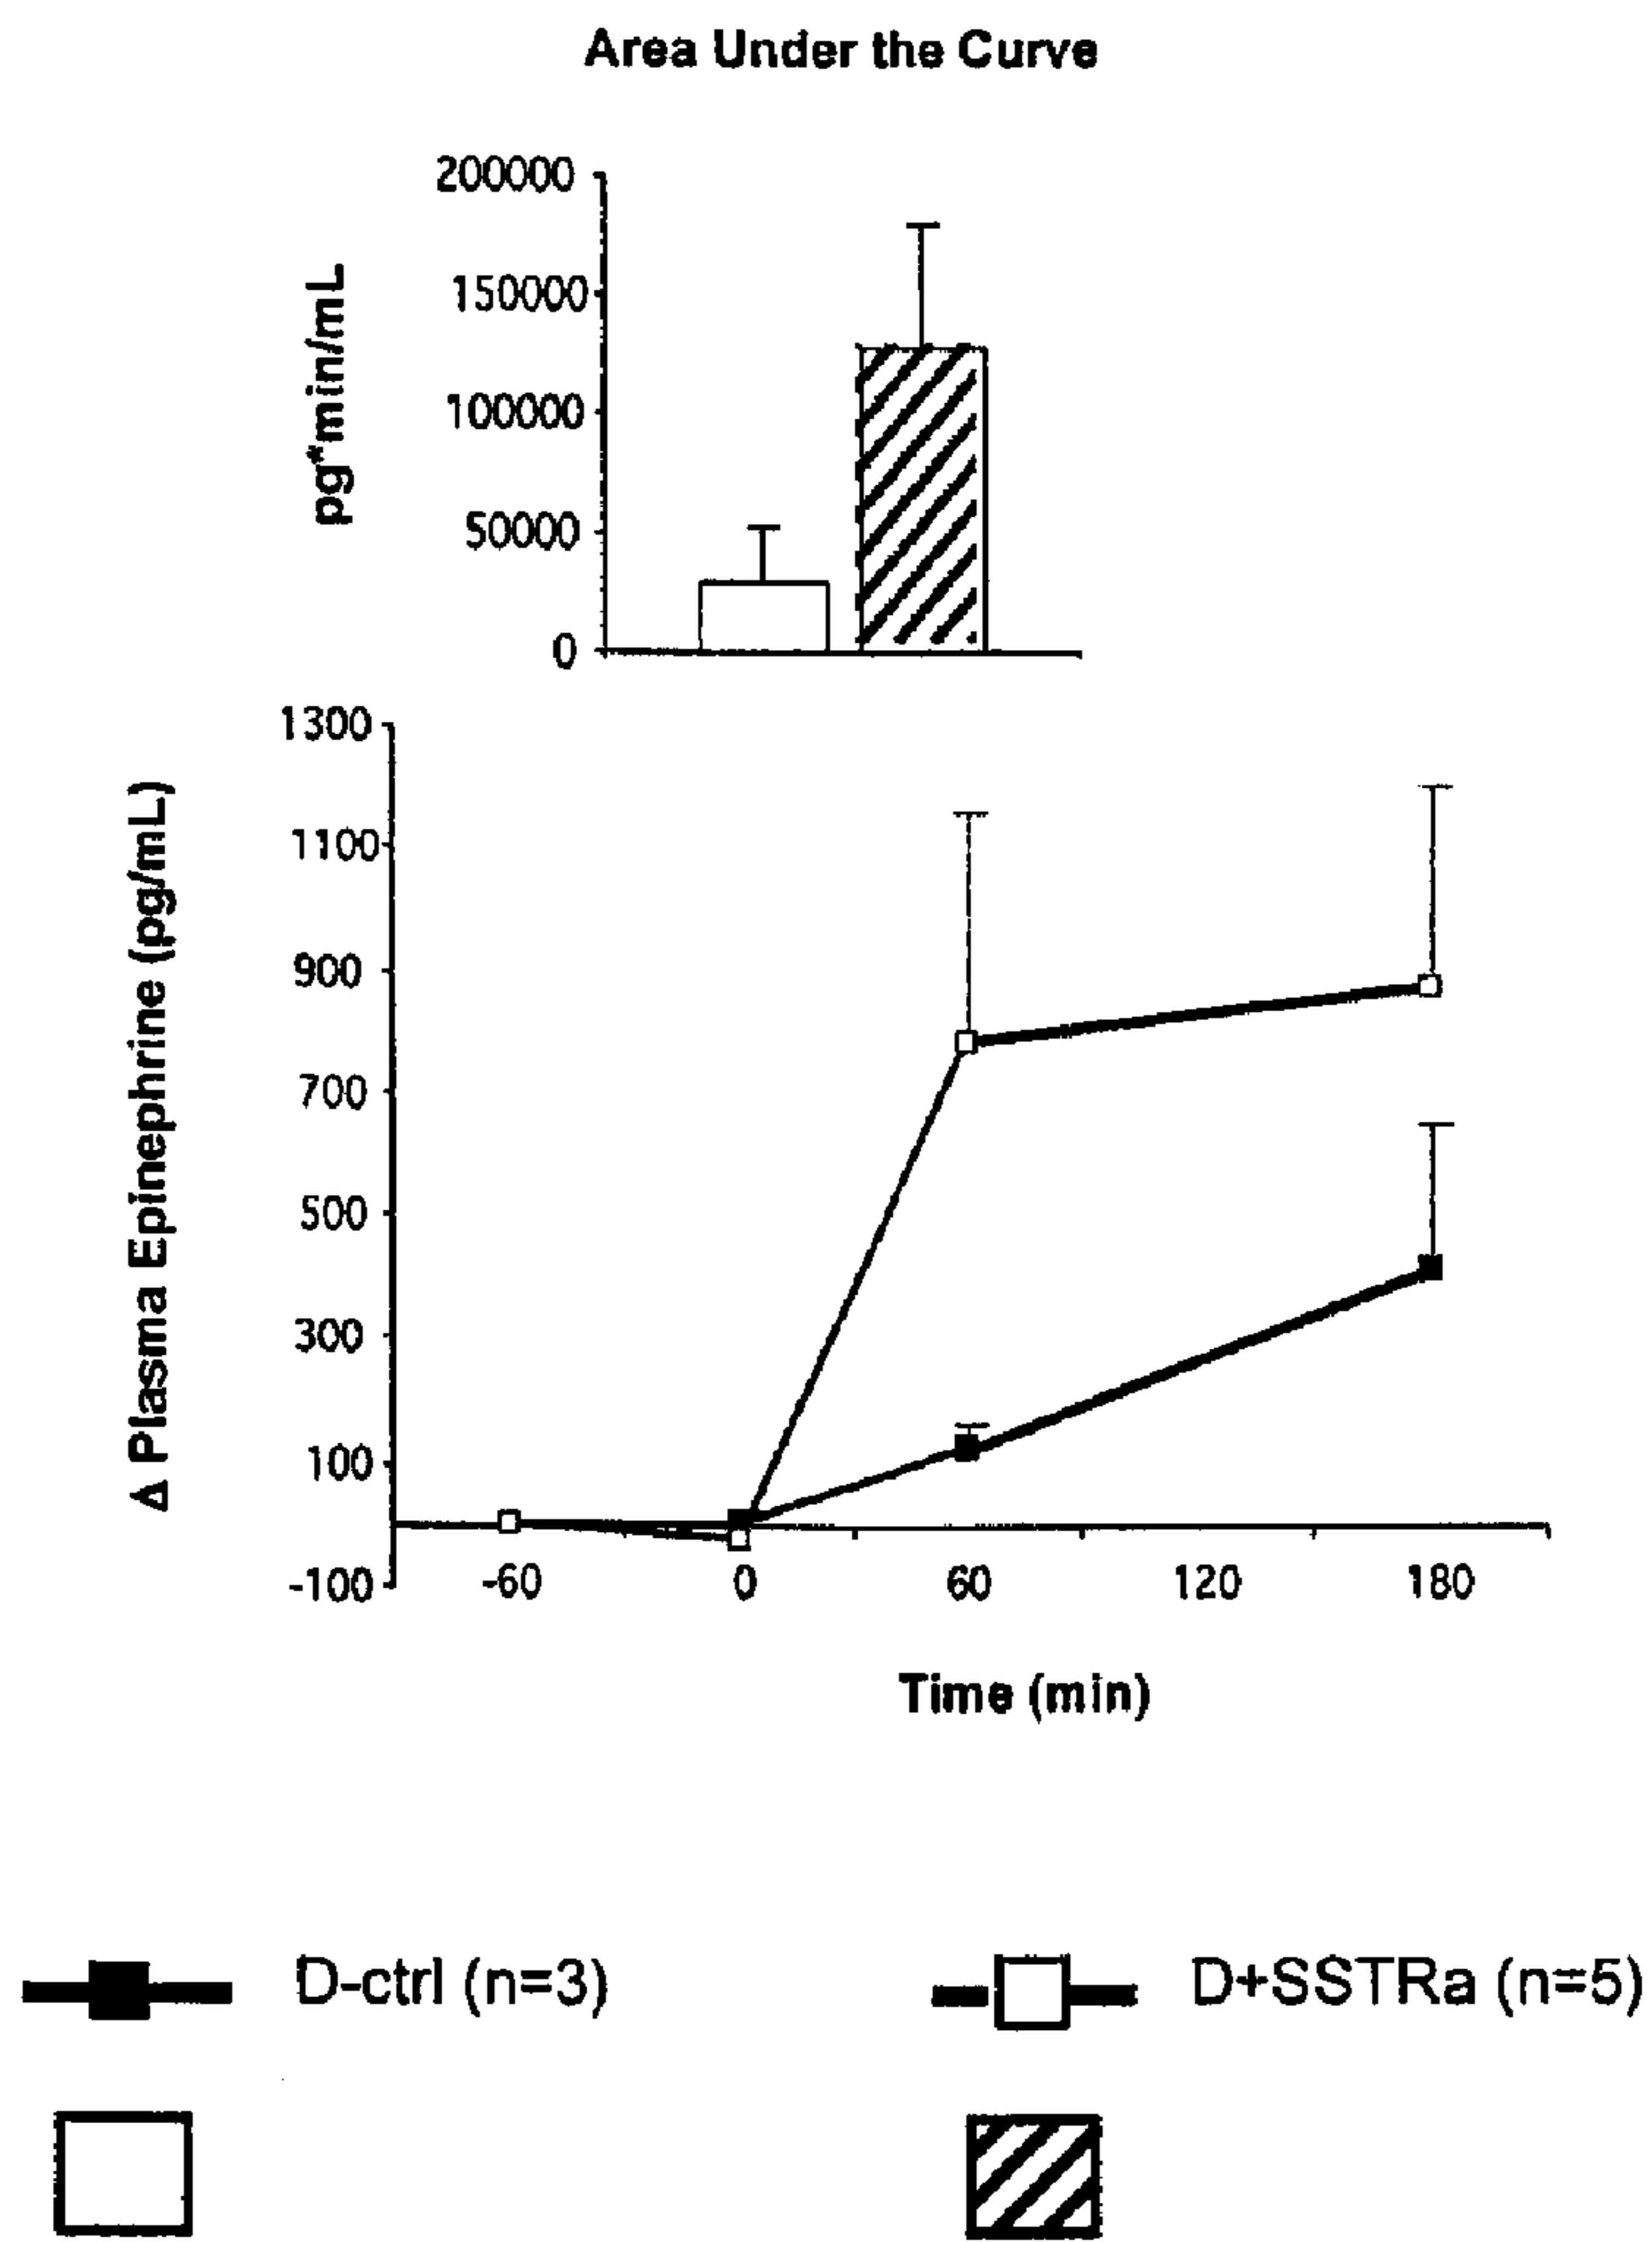 Area Under the Curve
200000
150000
100000
50000
0
pg*min/mL
1300
1100
900
700
500
300
100
-100
Δ Plasma Epinephrine (pg/mL)
-60 0 60 120 180
Time (min)
D-ctrl (n=3) D+SSTRa (n=5)